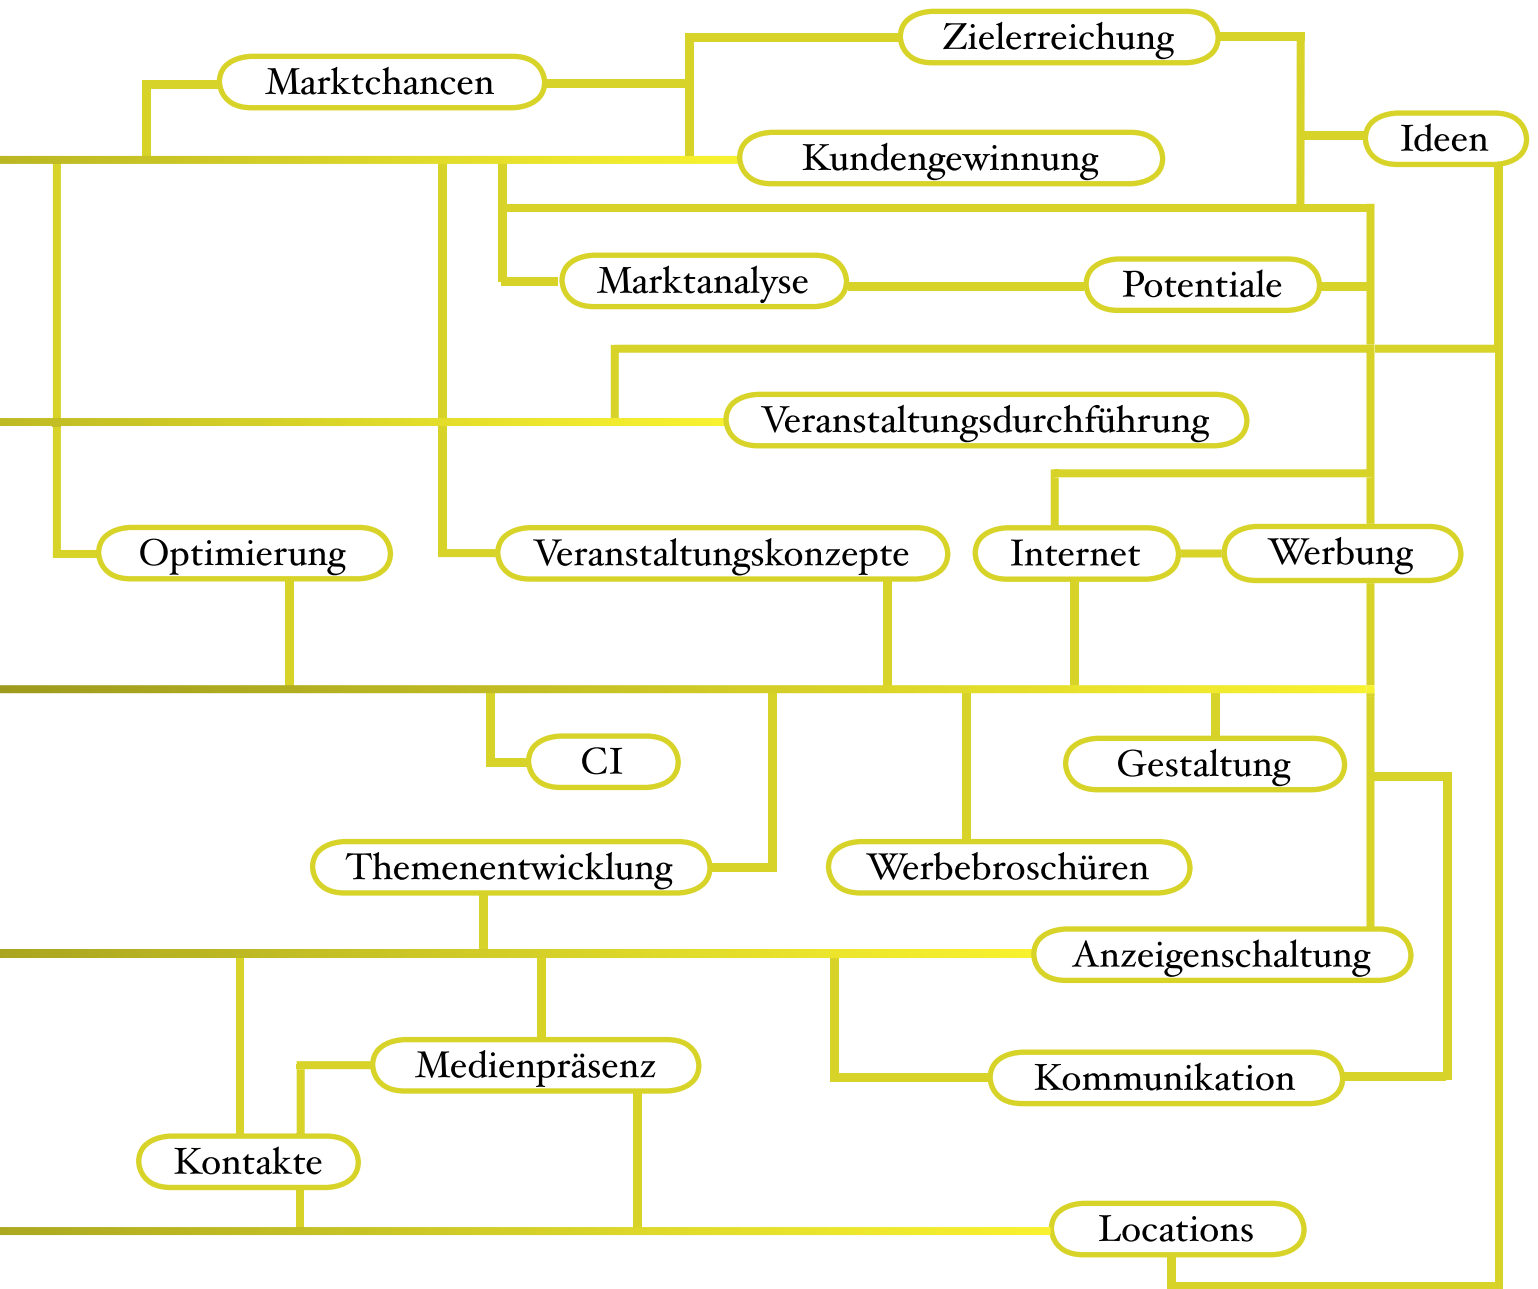 Zielerreichung
Marktchancen
Ideen
Kundengewinnung
Marktanalyse
Potentiale
Veranstaltungsdurchführung
Optimierung
Veranstaltungskonzepte
Internet
Werbung
CI
Gestaltung
Themenentwicklung
Werbebroschüren
Anzeigenschaltung
Medienpräsenz
Kommunikation
Kontakte
Locations